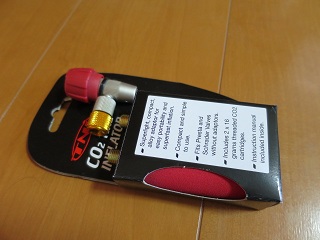 CO2
INFLATOR
Superlight, compact,
alloy adaptor for
easy portability and
superfast inflation.
Compact and simple
to use.
Fits Presta and
Schrader Valves
without adaptors.
Includes 2 x 16
grams threaded CO2
cartridges.
Instruction manual
included inside.